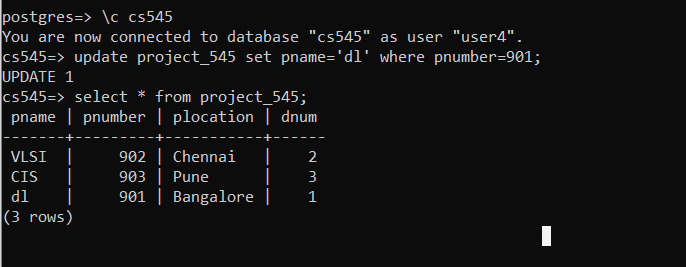 postgres=> \c cs545
You are now connected to database "cs545" as user "user4".
cs545=> update project_545 set pname='dl' where pnumber=901;
UPDATE 1
cs545=> select * from project_545;
 pname | pnumber | plocation | dnum
-------+---------+-----------+------
 VLSI  |     902 | Chennai   |    2
 CIS   |     903 | Pune      |    3
 dl    |     901 | Bangalore |    1
(3 rows)